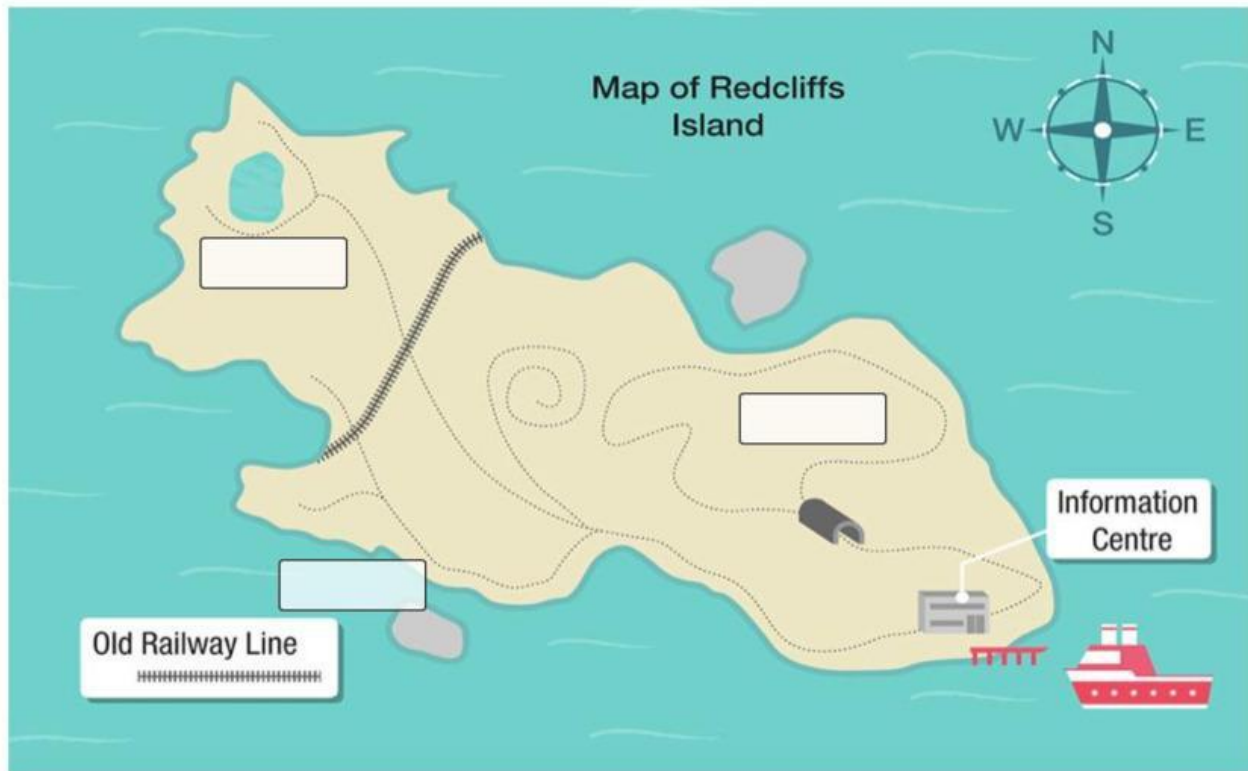 Map of Redcliffs
Island
N
W
E
S
Information
Centre
Old Railway Line